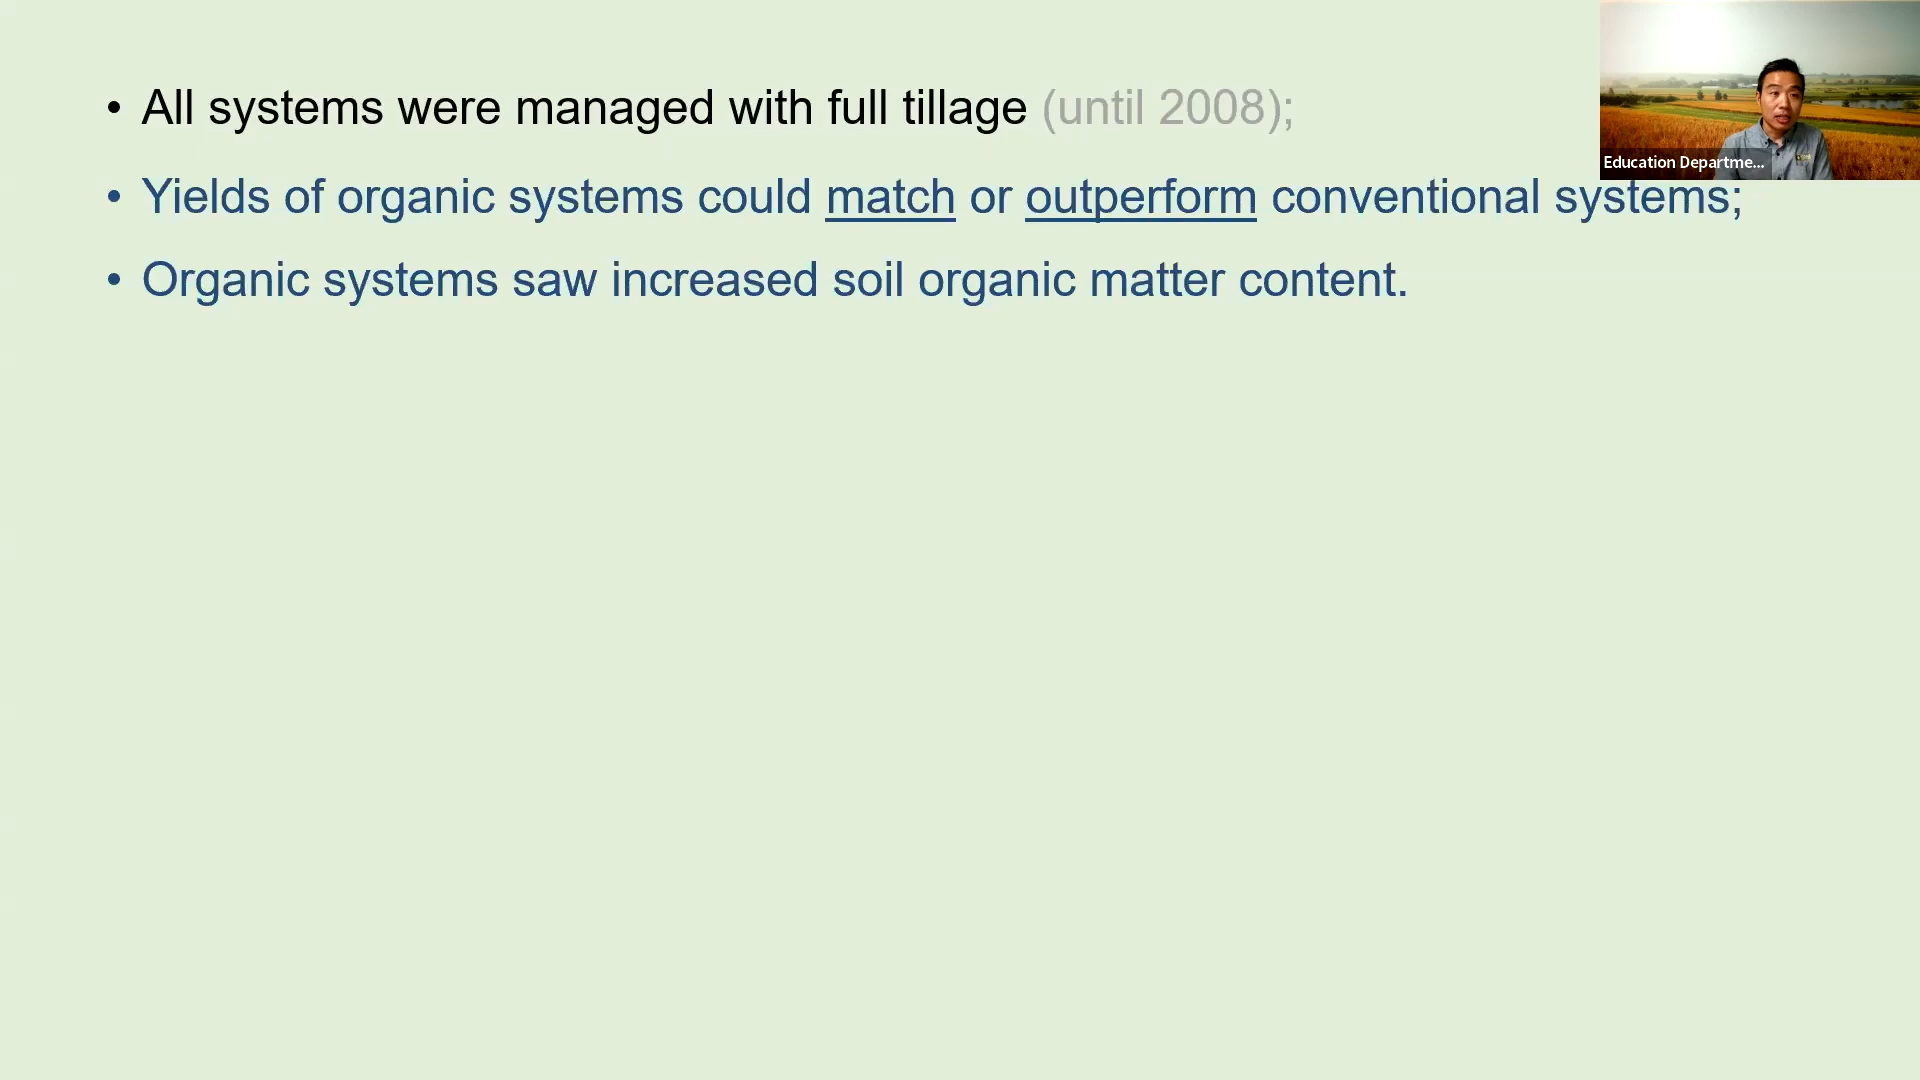 • All systems were managed with full tillage (until 2008);
• Yields of organic systems could match or outperform conventional systems;
• Organic systems saw increased soil organic matter content.
Education Departme...